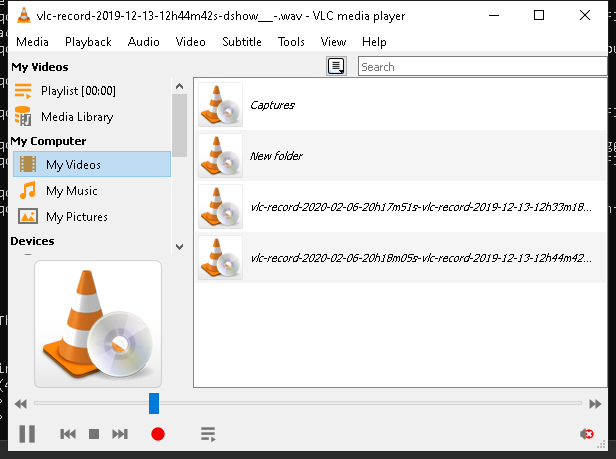 vlc-record-2019-12-13-12h44m42s-dshow___-.wav - VLC media player
Media Playback Audio Video Subtitle Tools View Help
My Videos
Search
Playlist [00:00]
Media Library
My Computer
My Videos
My Music
My Pictures
Devices
Captures
New folder
vlc-record-2020-02-06-20h17m51s-vlc-record-2019-12-13-12h33m18...
vlc-record-2020-02-06-20h18m05s-vlc-record-2019-12-13-12h44m42...